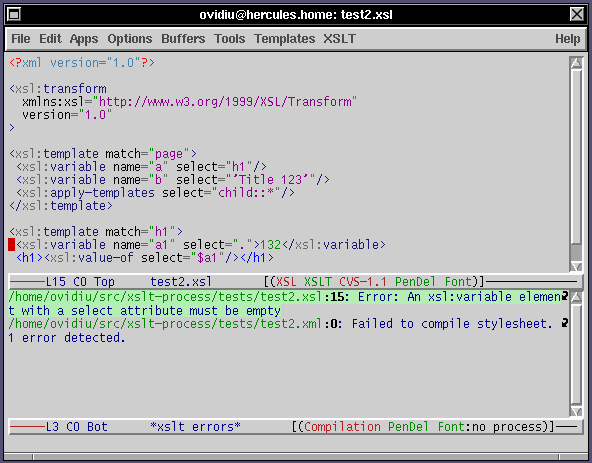 ovidiu@hercules.home: test2.xsl
File Edit Apps Options Buffers Tools Templates XSLT Help
<?xml version="1.0"?>
<xsl:transform
xmlns:xsl="http://www.w3.org/1999/XSL/Transform"
version="1.0"
>
<xsl:template match="page">
<xsl:variable name="a" select="h1"/>
<xsl:variable name="b" select="'Title 123'"/>
<xsl:apply-templates select="child::*"/>
</xsl:template>
<xsl:template match="h1">
<xsl:variable name="a1" select=".">132</xsl:variable>
<h1><xsl:value-of select="$a1"/></h1>
-----L15 CO Top test2.xsl [(XSL XSLT CVS-1.1 PenDel Font)]----
/home/ovidiu/src/xslt-process/tests/test2.xsl:15: Error: An xsl:variable elemen
t with a select attribute must be empty
/home/ovidiu/src/xslt-process/tests/test2.xml:0: Failed to compile stylesheet.
1 error detected.
-----L3 CO Bot *xslt errors* [(Compilation PenDel Font:no process)]---